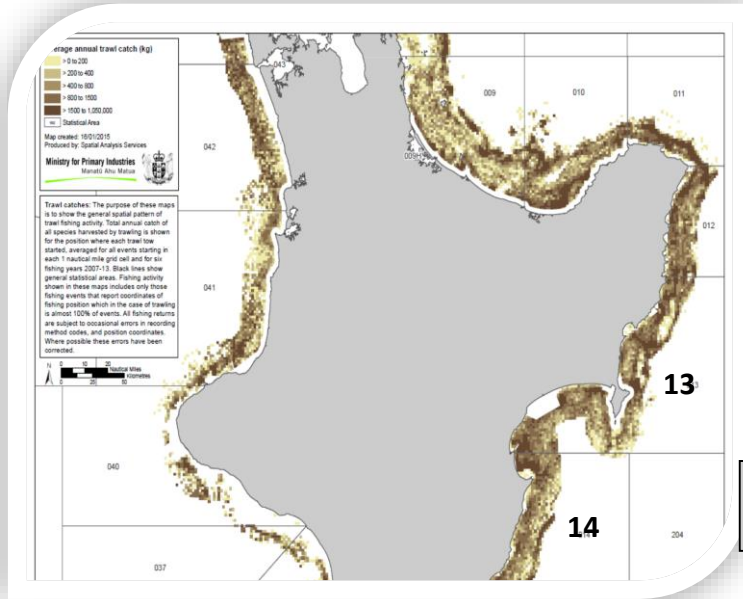 erage annual trawl catch (kg)
> 0 to 200
> 200 to 400
> 400 to 800
> 800 to 1500
> 1500 to 1,050,000
Statistical Area
Map created: 16/01/2015
Produced by: Spatial Analysis Services
Ministry for Primary Industries
Manatū Ahu Matua
Trawl catches: The purpose of these maps
is to show the general spatial pattern of
trawl fishing activity. Total annual catch of
all species harvested by trawling is shown
for the position where each trawl tow
started, averaged for all events starting in
each 1 nautical mile grid cell and for six
fishing years 2007-13. Black lines show
general statistical areas. Fishing activity
shown in these maps includes only those
fishing events that report coordinates of
fishing position which in the case of trawling
is almost 100% of events. All fishing returns
are subject to occasional errors in recording
method codes, and position coordinates.
Where possible these errors have been
corrected.
N
0 10 20
Nautical Miles
0 25 50
Kilometres
043
009
010
011
042
009H
012
041
13
040
14
204
037